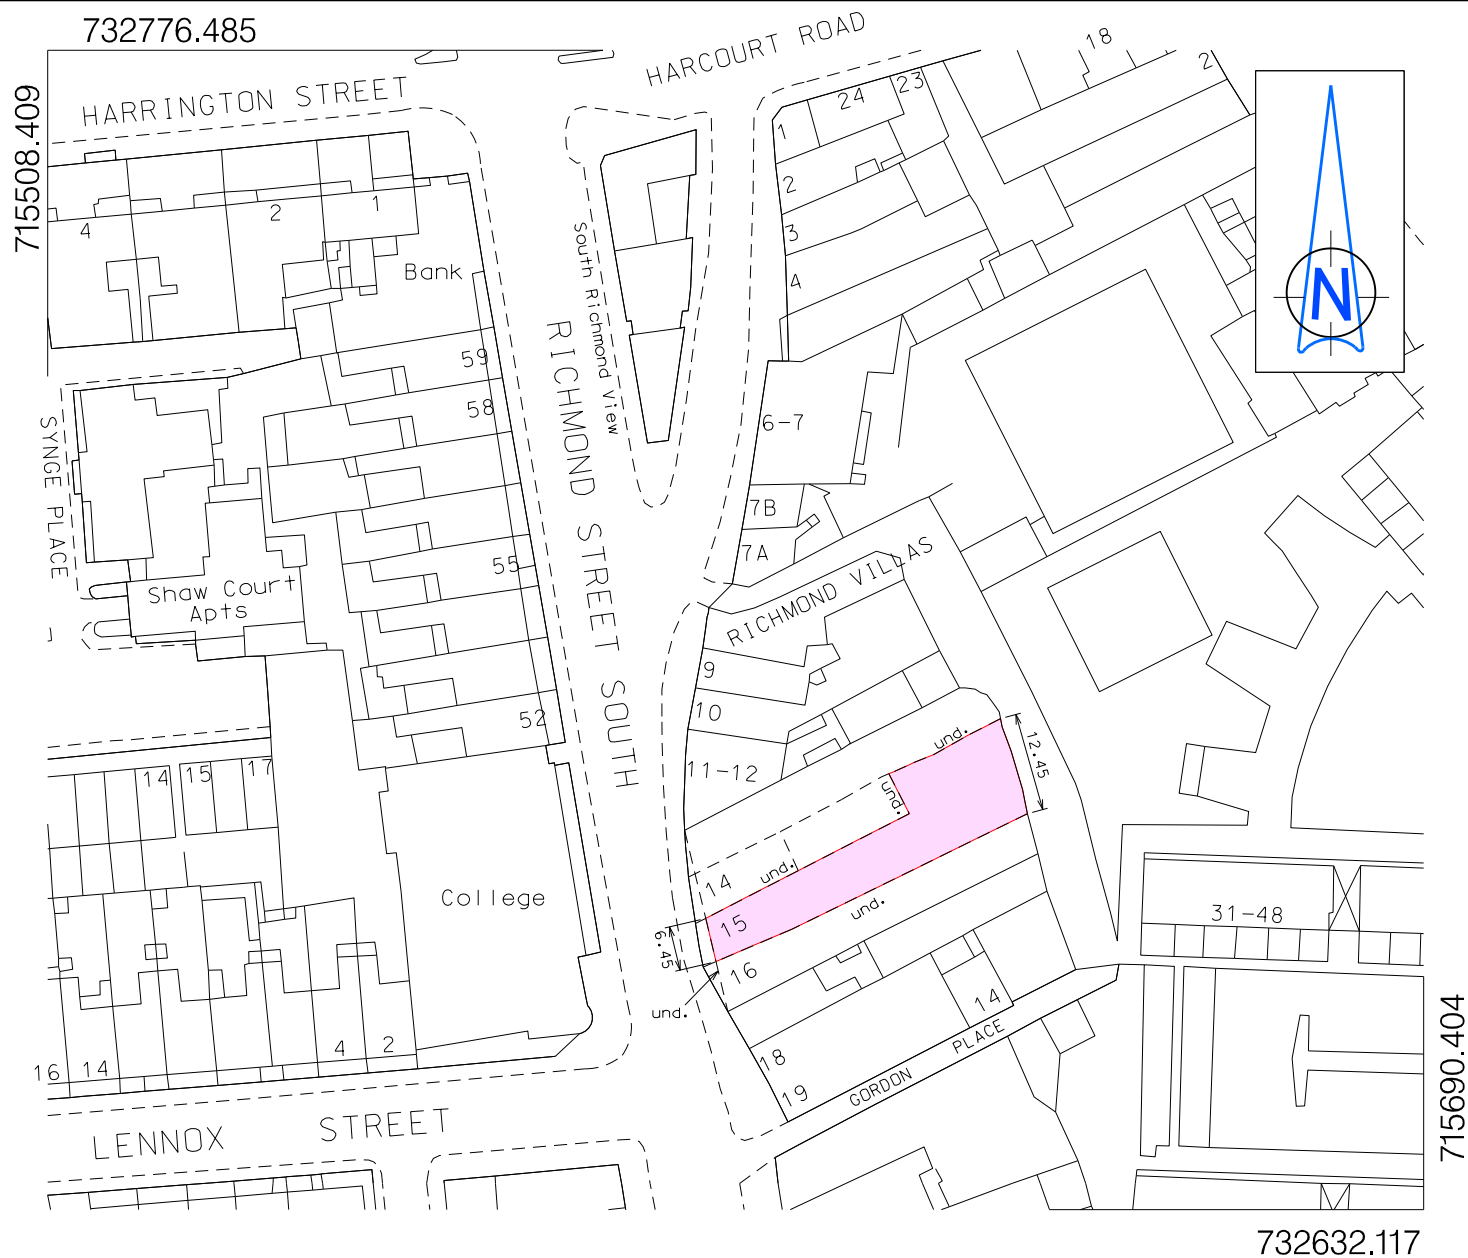 732776.485
715508.409
HARRINGTON STREET
HARCOURT ROAD
18
2
23
24
1
2
3
4
N
4
2
1
Bank
South Richmond View
59
58
RICHMOND STREET SOUTH
6-7
7B
7A
SYNGE PLACE
55
Shaw Court
Apts
RICHMOND VILLAS
9
10
11-12
52
14
15
17
und.
12.45
und.
und.
14
15
und.
6.45
16
und.
College
31-48
18
19
14
GORDON PLACE
16
14
4
2
LENNOX STREET
715690.404
732632.117